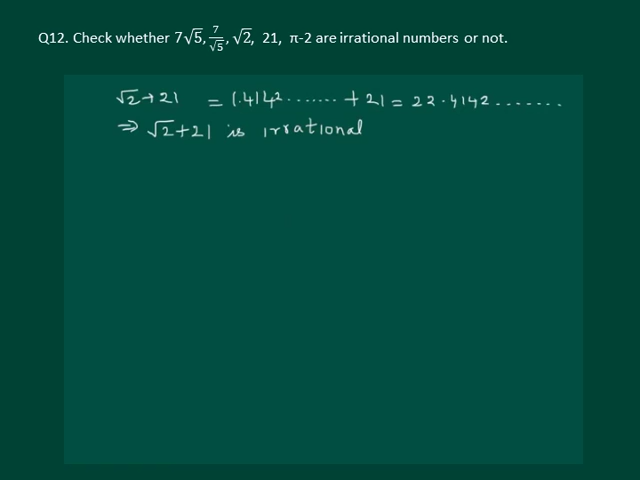 Q12. Check whether 7√5, 7/√5, √2, 21, π-2 are irrational numbers or not.
√2+21 = 1.4142....... + 21 = 22.4142.......
⇒ √2+21 is irrational